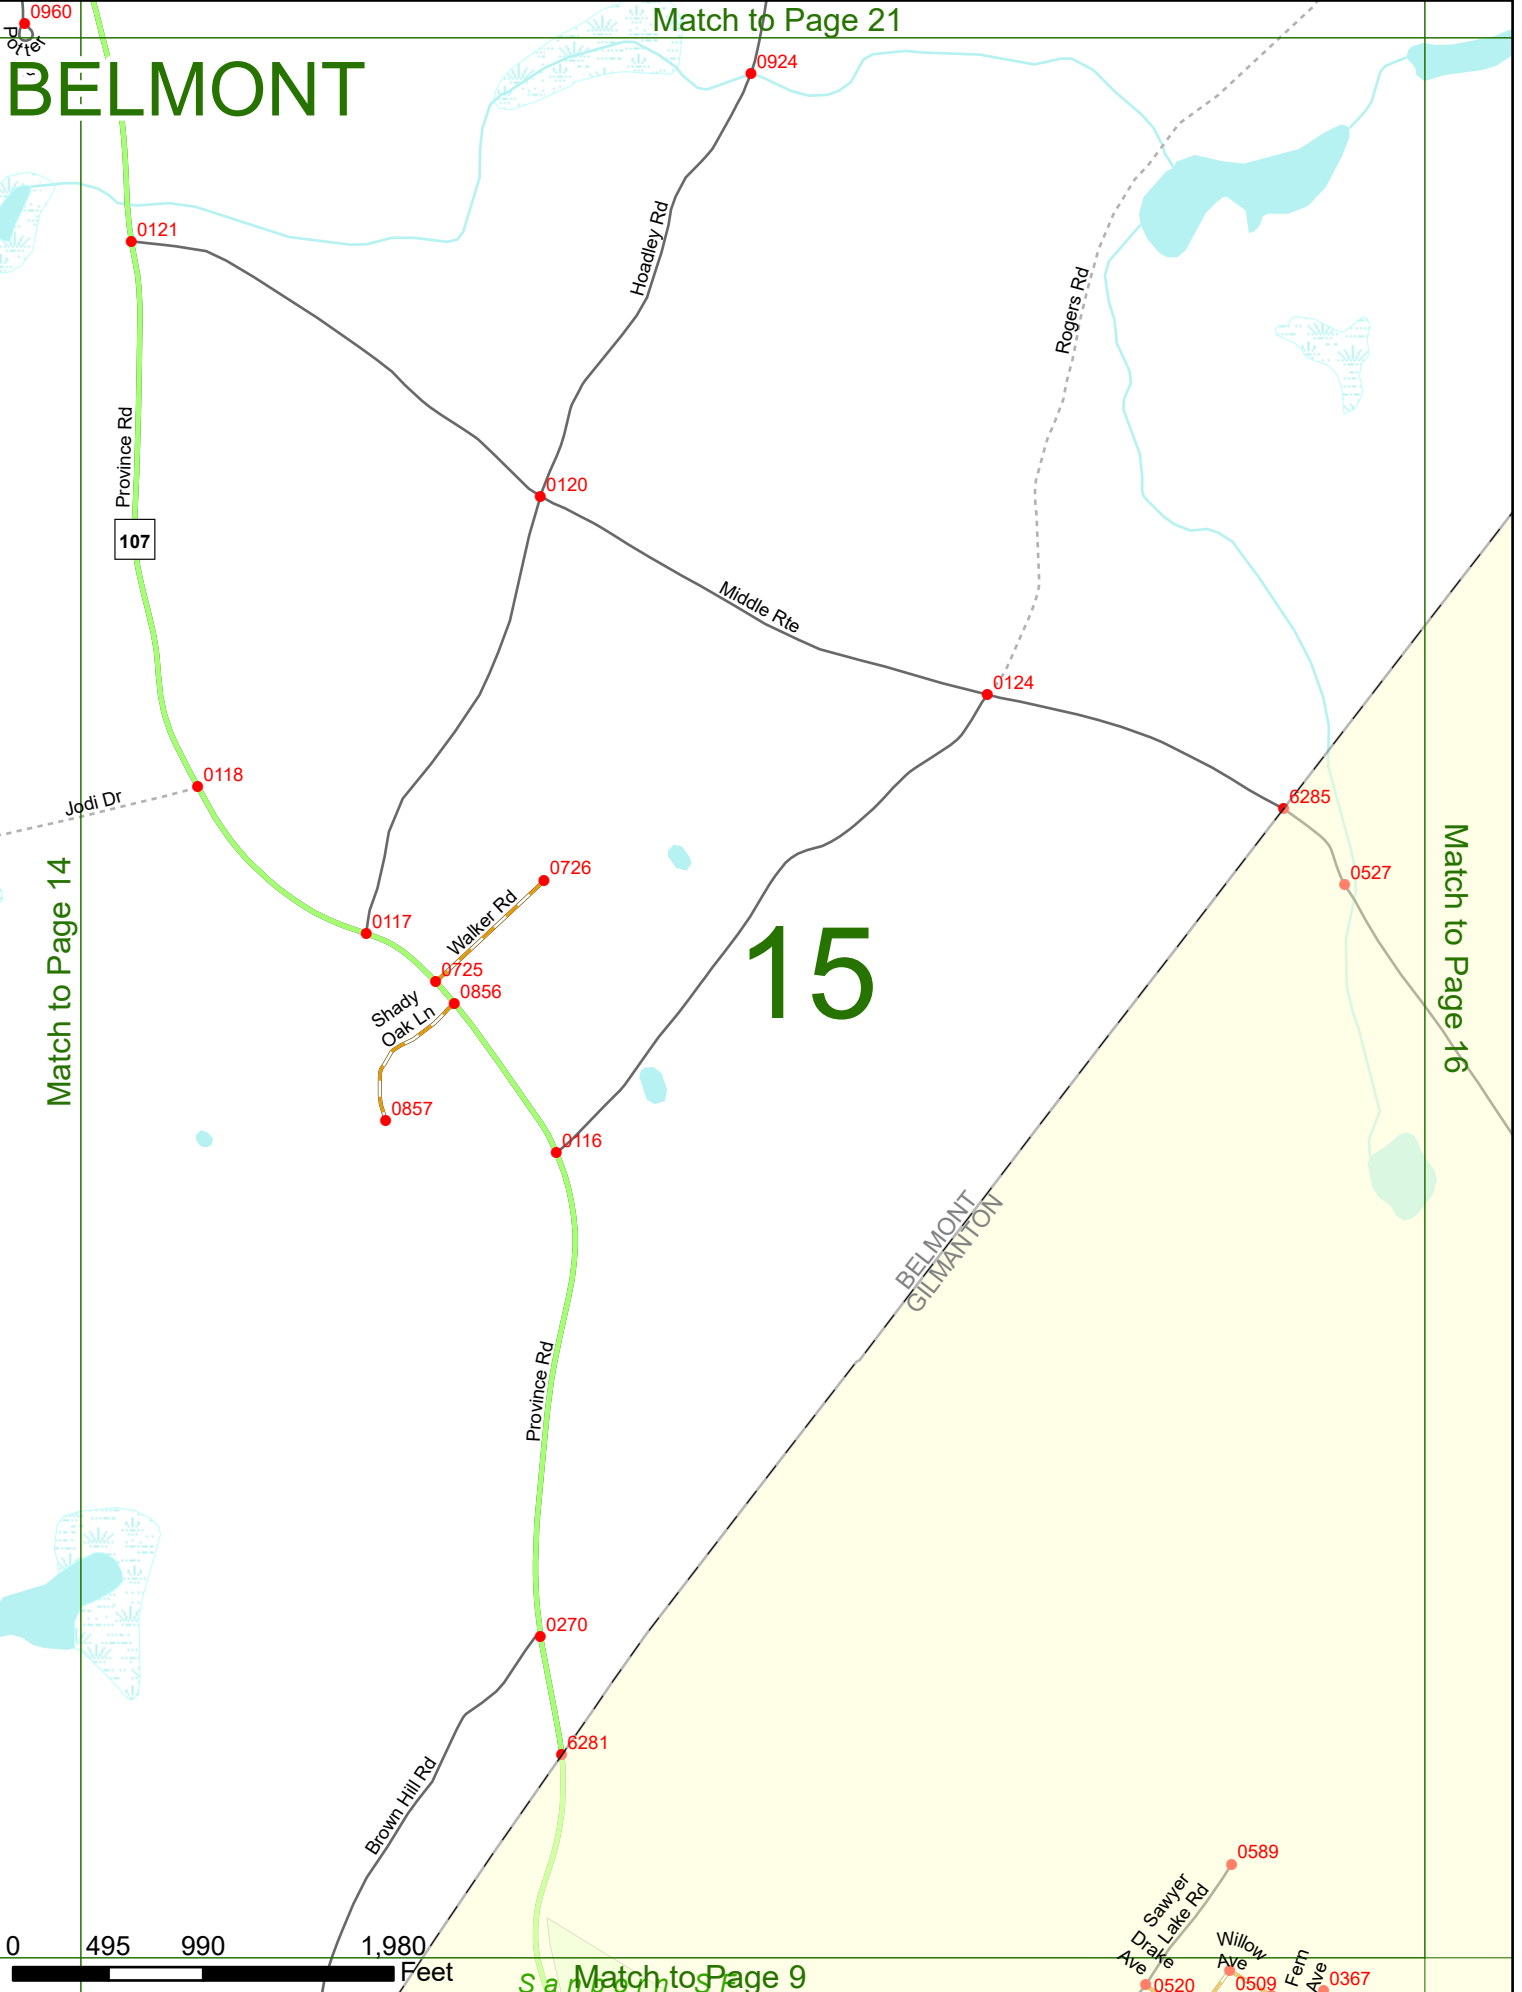 0960
Match to Page 21
Potter
0924
BELMONT
0121
Hoadley Rd
Rogers Rd
Province Rd
0120
107
Middle Rte
0124
0118
Jodi Dr
6285
Match to Page 14
0726
0527
Match to Page 16
Walker Rd
0117
15
0725
0856
Shady
Oak Ln
0857
0116
BELMONT
GILMANTON
Province Rd
0270
6281
Brown Hill Rd
0589
Sawyer
Lake Rd
Drake
Ave
Willow
Ave
Fern
Ave
0 495 990 1,980
Feet
Match to Page 9
Sanborn SF
0520
0509
0367